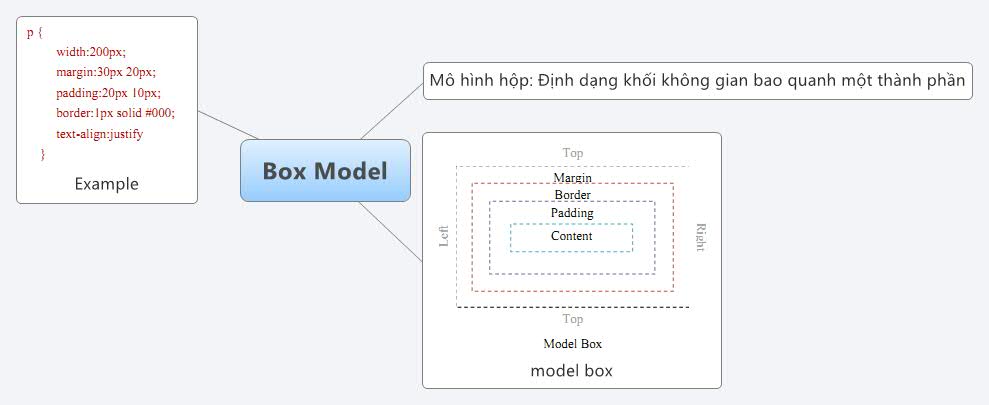 p {
width:200px;
margin:30px 20px;
padding:20px 10px;
border:1px solid #000;
text-align:justify
}
Example
Box Model
Mô hình hộp: Định dạng khối không gian bao quanh một thành phần
Top
Margin
Border
Padding
Content
Left
Right
Top
Model Box
model box